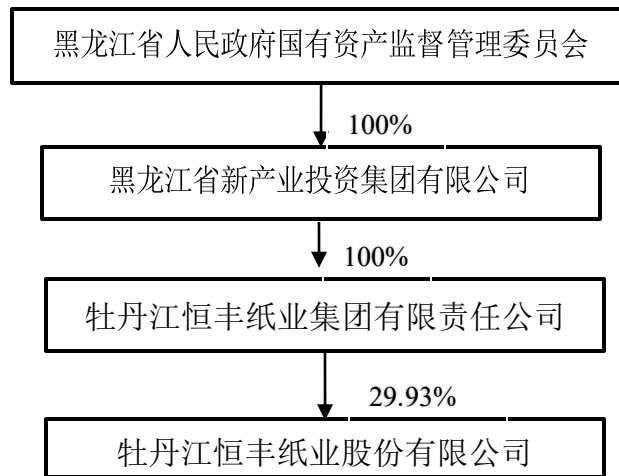 黑龙江省人民政府国有资产监督管理委员会
100%
黑龙江省新产业投资集团有限公司
100%
牡丹江恒丰纸业集团有限责任公司
29.93%
牡丹江恒丰纸业股份有限公司